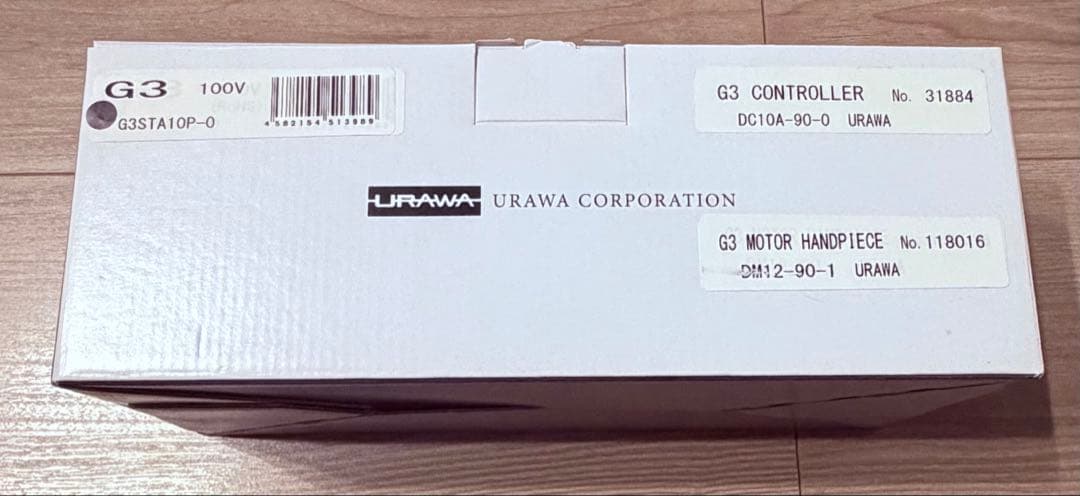 G3 100V
G3STA10P-0
4 582154 513989
G3 CONTROLLER No. 31884
DC10A-90-0 URAWA
URAWA URAWA CORPORATION
G3 MOTOR HANDPIECE No. 118016
DM12-90-1 URAWA